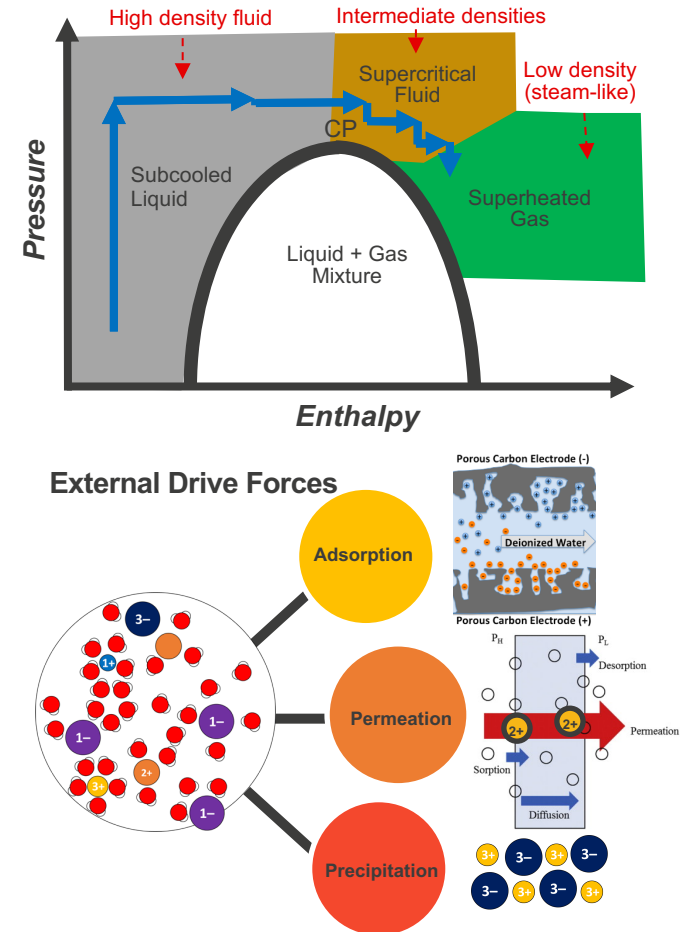 High density fluid
Intermediate densities
Supercritical
Fluid
Low density
(steam-like)
CP
Pressure
Subcooled
Liquid
Superheated
Gas
Liquid + Gas
Mixture
Enthalpy
External Drive Forces
Porous Carbon Electrode (-)
Deionized Water
Porous Carbon Electrode (+)
Adsorption
3–
1+
1–
1–
2+
3+
1–
Permeation
PH
PL
Desorption
2+
2+
Permeation
Sorption
Diffusion
Precipitation
3+
3–
3+
3–
3–
3+
3–
3+